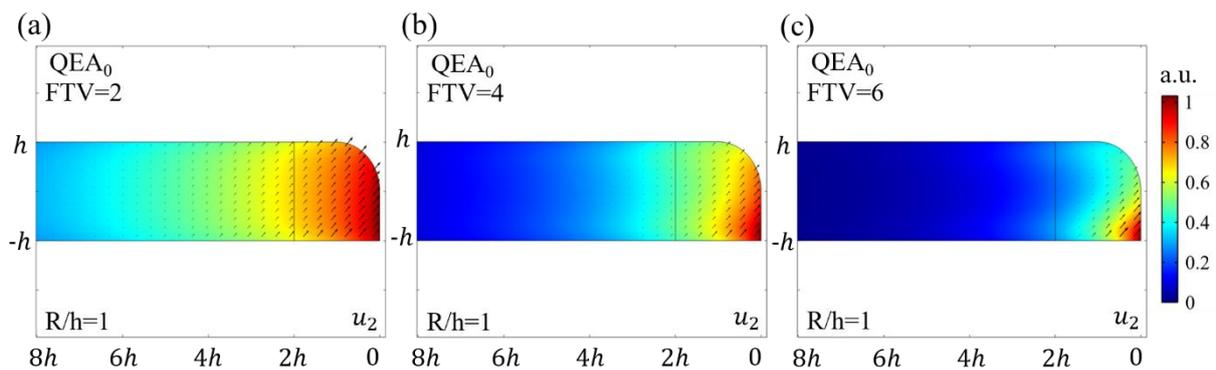 (a)
QEA₀
FTV=2
h
-h
R/h=1
u₂
8h 6h 4h 2h 0
(b)
QEA₀
FTV=4
h
-h
R/h=1
u₂
8h 6h 4h 2h 0
(c)
QEA₀
FTV=6
h
-h
R/h=1
u₂
8h 6h 4h 2h 0
a.u.
1
0.8
0.6
0.4
0.2
0